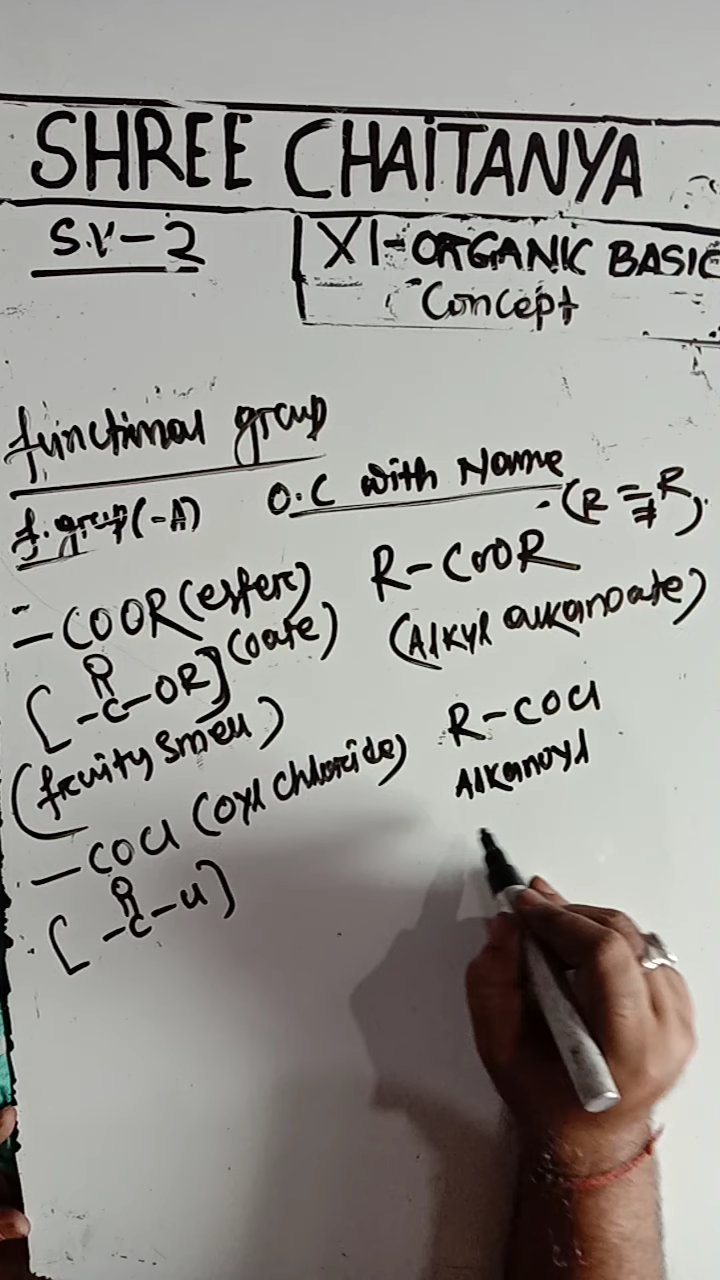 SHREE CHAiTANYA
S.V-2
XI-ORGANIC BASIC
Concept
functional group
f. group (-A) O.C with Name
(R = R)
-COOR (ester) R-COOR
[-C-OR] (oate) (Alkyl alkanoate)
(fruity smell)
-COCl (oyl chloride) R-COCl
Alkanoyl
[-C-Cl]